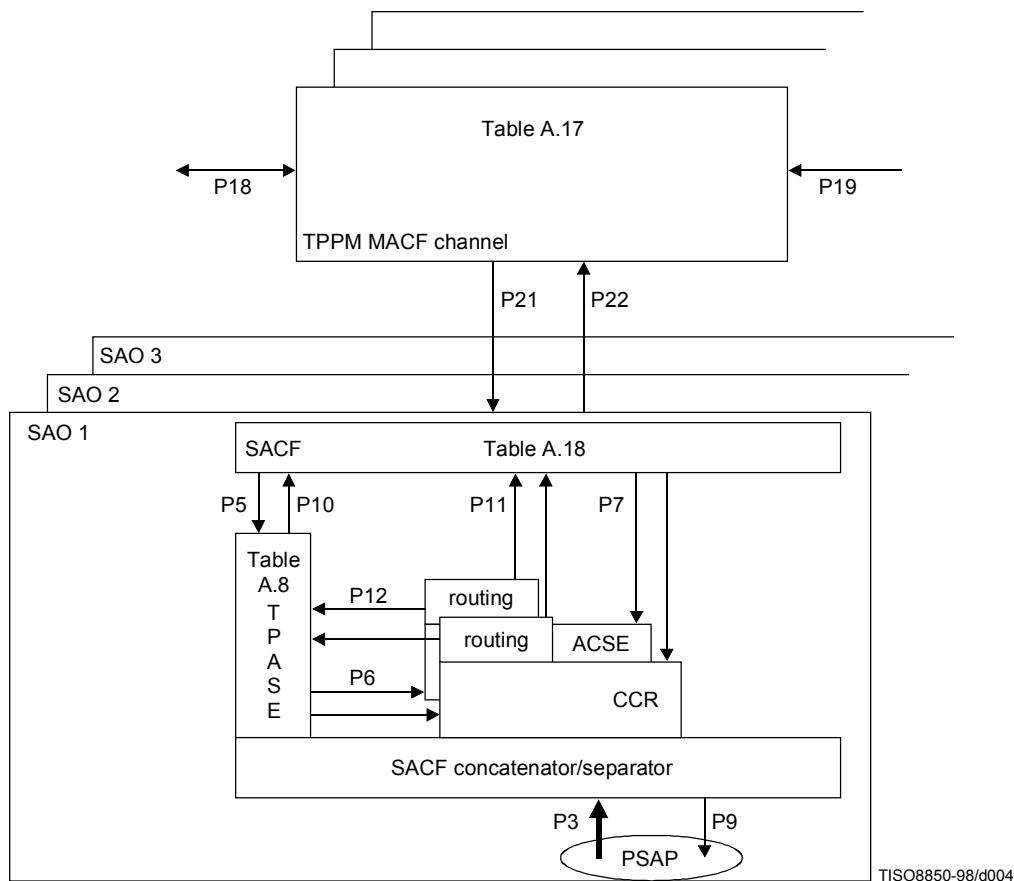 Table A.17
P18
P19
TPPM MACF channel
P21
P22
SAO 3
SAO 2
SAO 1
SACF
Table A.18
P5
P10
P11
P7
Table
A.8
T
P
A
S
E
P12
routing
routing
ACSE
P6
CCR
SACF concatenator/separator
P3
P9
PSAP
TISO8850-98/d004